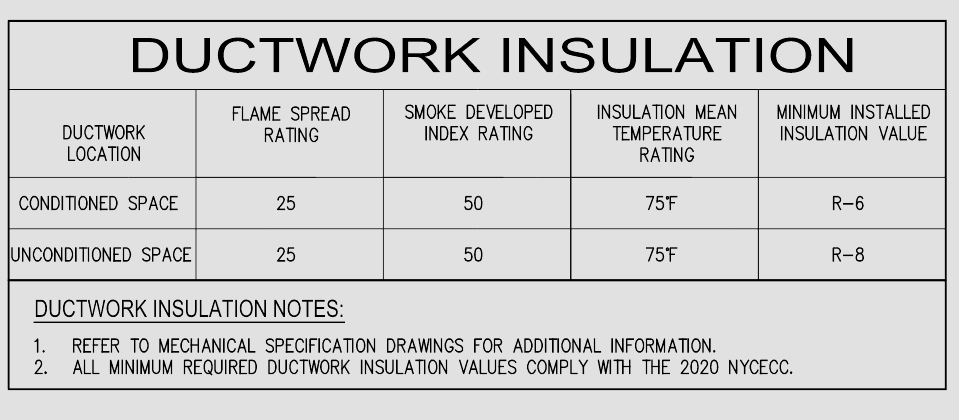 DUCTWORK INSULATION
DUCTWORK
LOCATION
FLAME SPREAD
RATING
SMOKE DEVELOPED
INDEX RATING
INSULATION MEAN
TEMPERATURE
RATING
MINIMUM INSTALLED
INSULATION VALUE
CONDITIONED SPACE 25 50 75°F R-6
UNCONDITIONED SPACE 25 50 75°F R-8
DUCTWORK INSULATION NOTES:
1. REFER TO MECHANICAL SPECIFICATION DRAWINGS FOR ADDITIONAL INFORMATION.
2. ALL MINIMUM REQUIRED DUCTWORK INSULATION VALUES COMPLY WITH THE 2020 NYCECC.